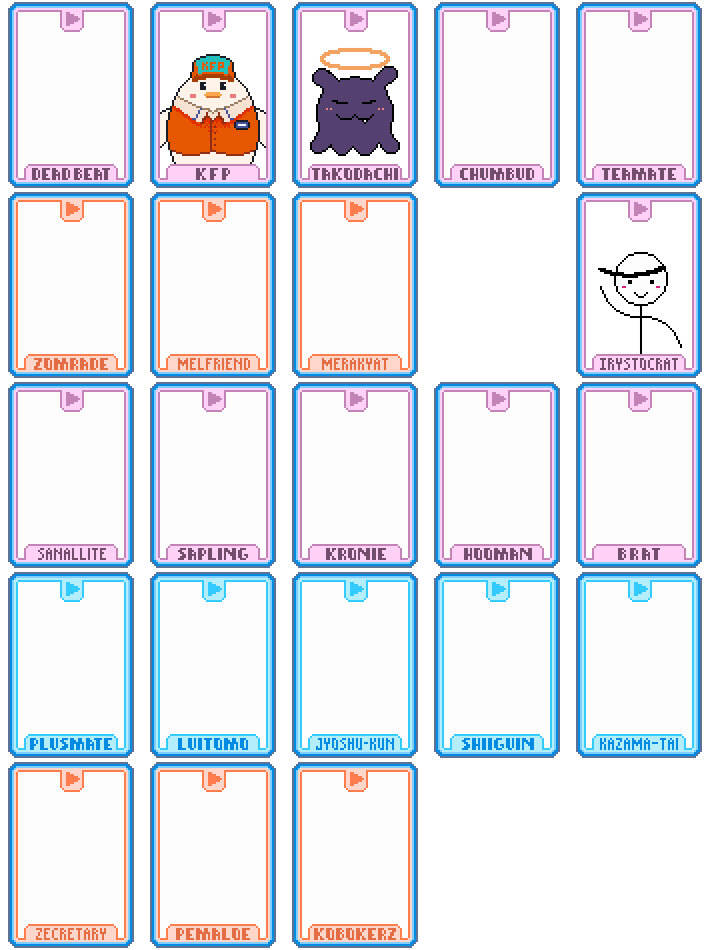 KFP
DEADBEAT KFP TAKODACHI CHUMBUD TEAMATE
ZOMRADE MELFRIEND MERAKYAT IRYSTOCRAT
SANALLITE SAPLING KRONIE HOOMAN BRAT
PLUSMATE LUITOMO JYOSHU-KUN SHIIGUIN KAZAMA-TAI
ZECRETARY PEMALOE KOBOKERZ